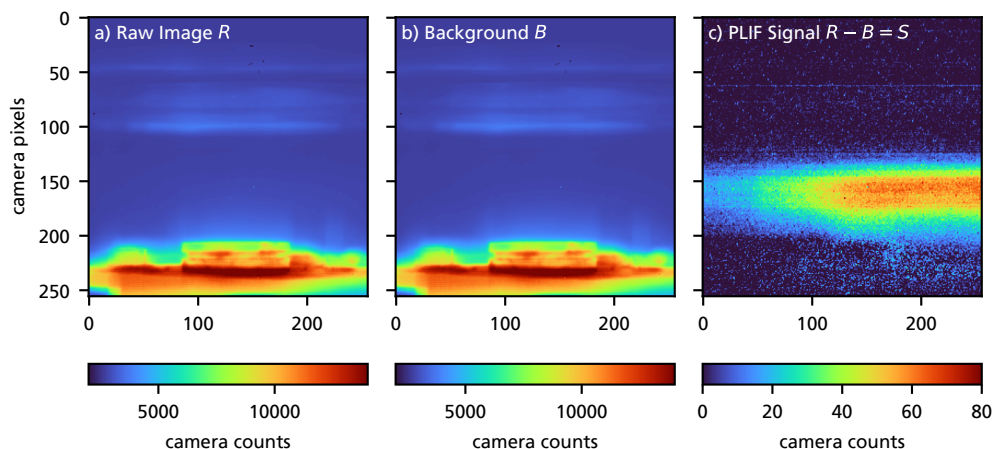 a) Raw Image R
b) Background B
c) PLIF Signal R − B = S
camera pixels
0
50
100
150
200
250
0 100 200
0 100 200
0 200
5000 10000
5000 10000
0 20 40 60 80
camera counts
camera counts
camera counts